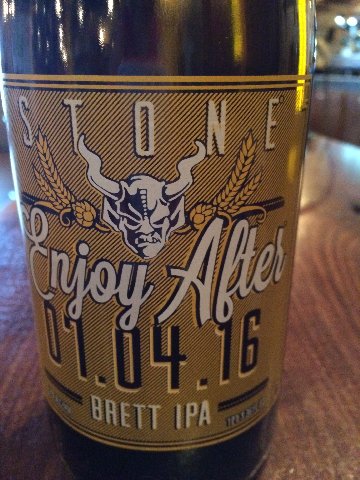 STONE
Enjoy After
01.04.16
BRETT IPA